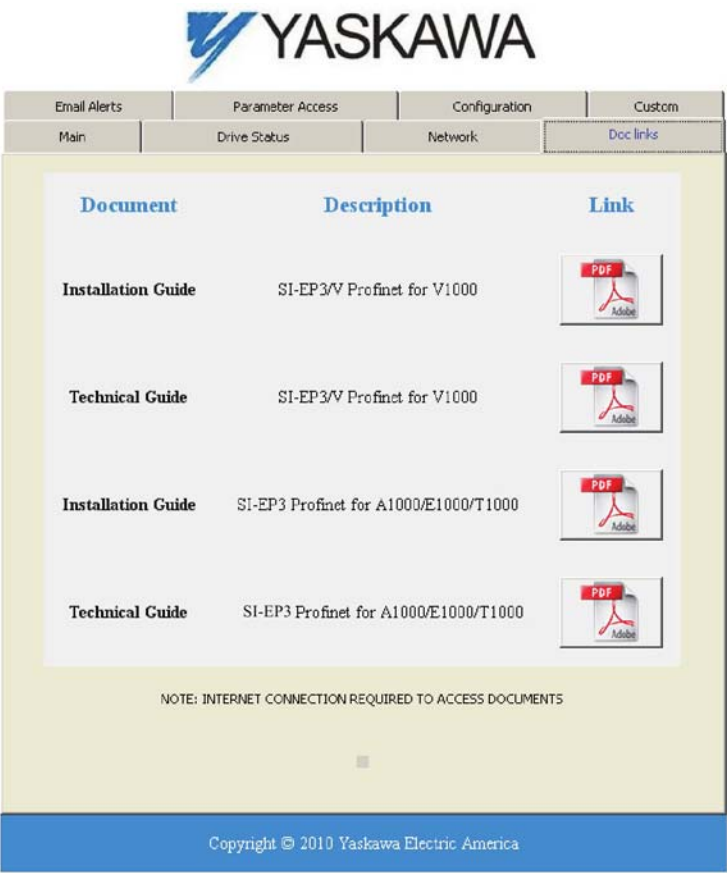 YASKAWA
Email Alerts Parameter Access Configuration Custom
Main Drive Status Network Doc links
Document Description Link
Installation Guide SI-EP3/V Profinet for V1000 PDF Adobe
Technical Guide SI-EP3/V Profinet for V1000 PDF Adobe
Installation Guide SI-EP3 Profinet for A1000/E1000/T1000 PDF Adobe
Technical Guide SI-EP3 Profinet for A1000/E1000/T1000 PDF Adobe
NOTE: INTERNET CONNECTION REQUIRED TO ACCESS DOCUMENTS
Copyright © 2010 Yaskawa Electric America